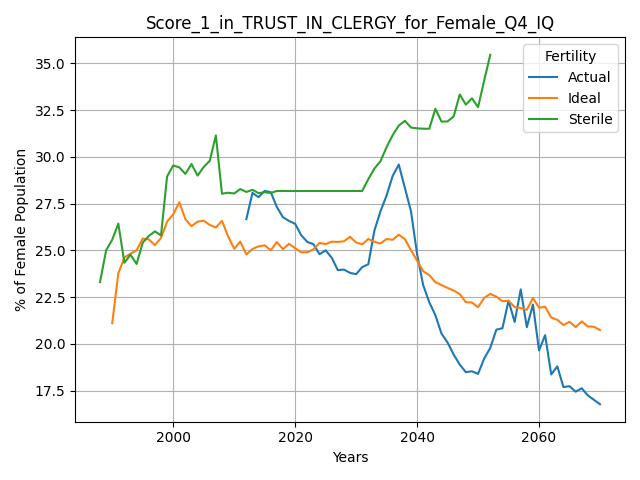 Score_1_in_TRUST_IN_CLERGY_for_Female_Q4_IQ
Fertility
Actual
Ideal
Sterile
% of Female Population
35.0
32.5
30.0
27.5
25.0
22.5
20.0
17.5
2000
2020
2040
2060
Years